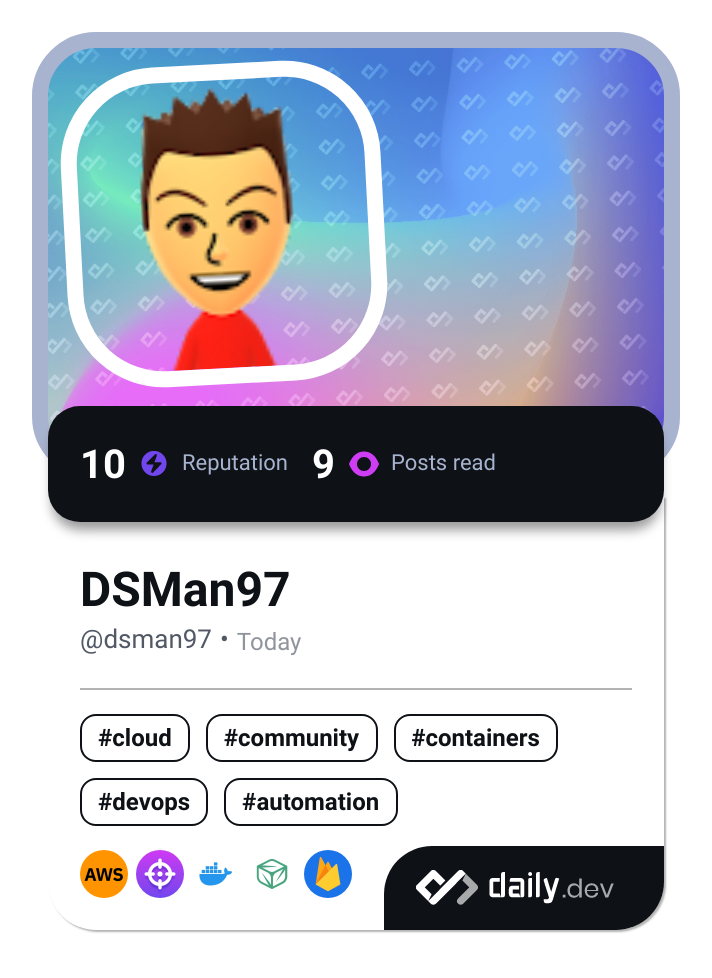 10 Reputation 9 Posts read
DSMan97
@dsman97 • Today
#cloud #community #containers
#devops #automation
AWS
daily.dev